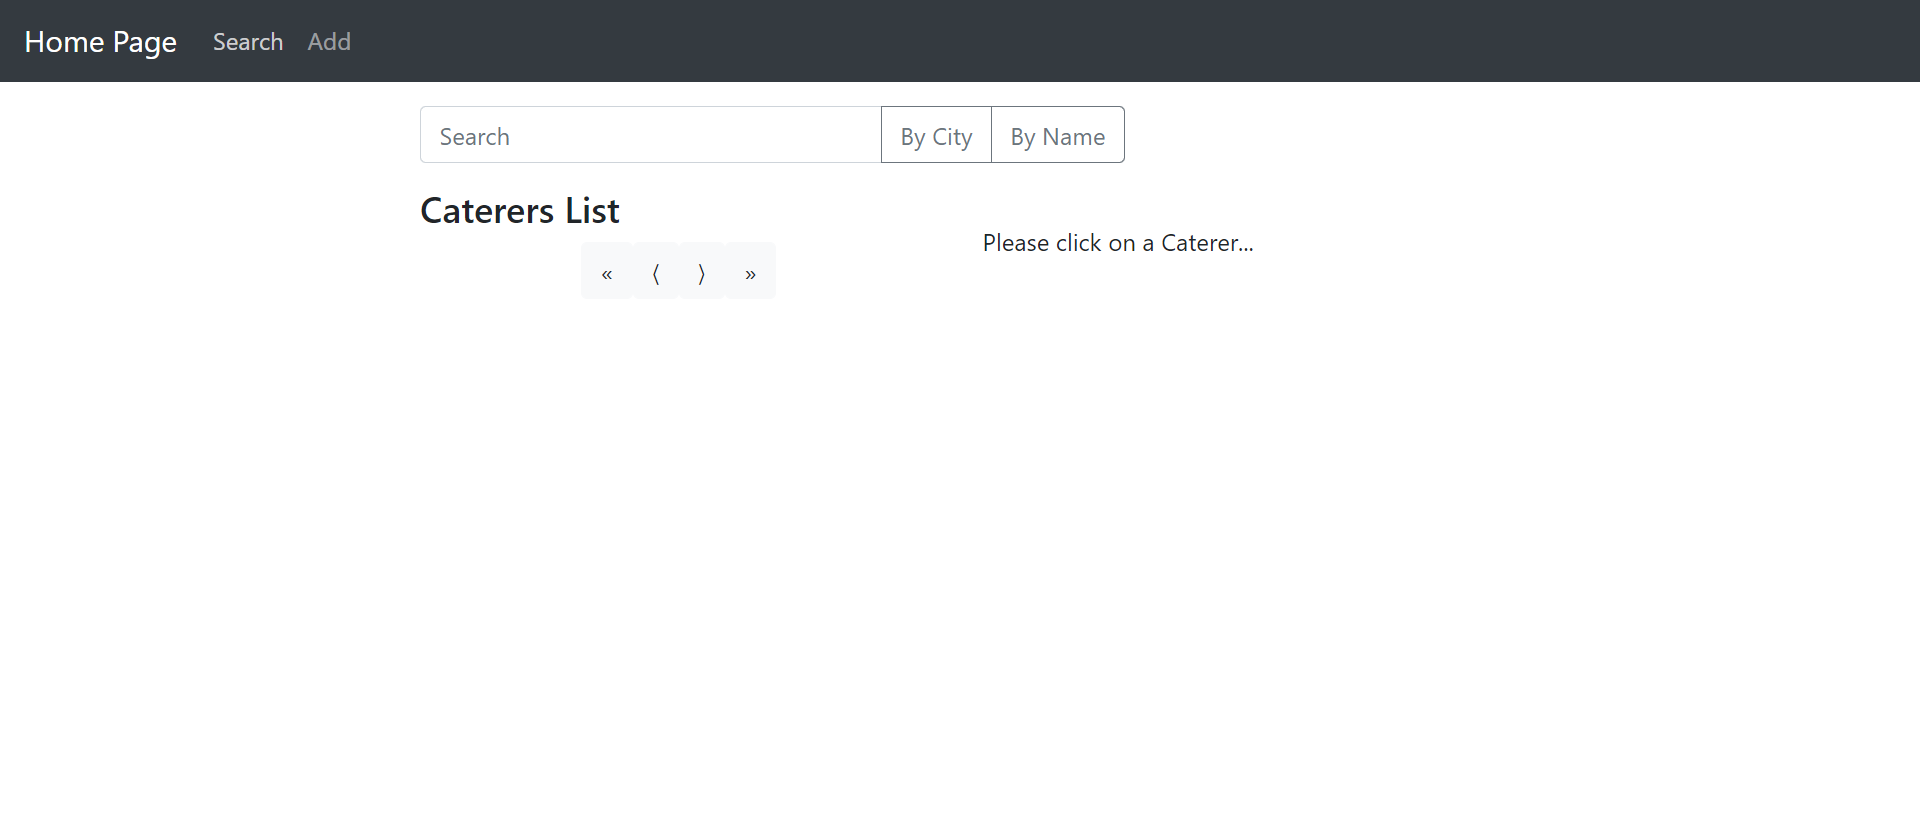 Home Page Search Add
Search By City By Name
Caterers List
Please click on a Caterer...
« ⟨ ⟩ »